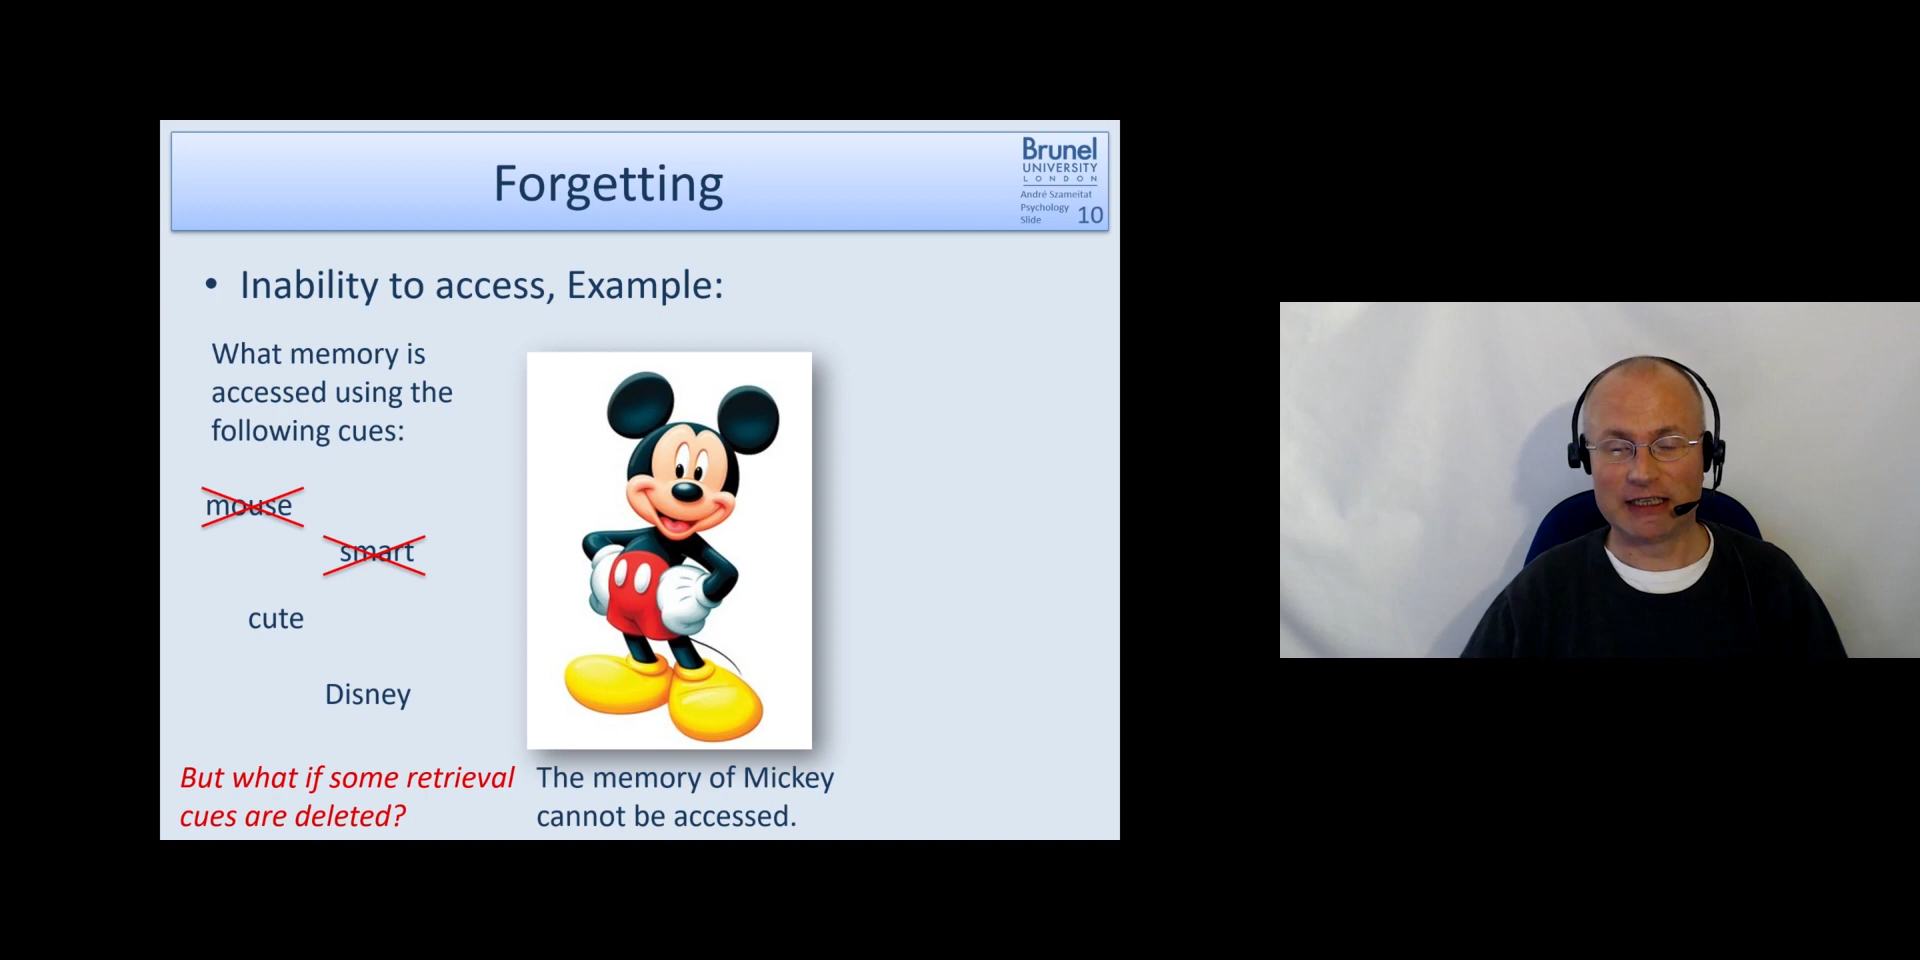 Forgetting
Brunel
UNIVERSITY
LONDON
André Szameitat
Psychology
Slide 10
• Inability to access, Example:
What memory is
accessed using the
following cues:
mouse
smart
cute
Disney
But what if some retrieval
cues are deleted?
The memory of Mickey
cannot be accessed.